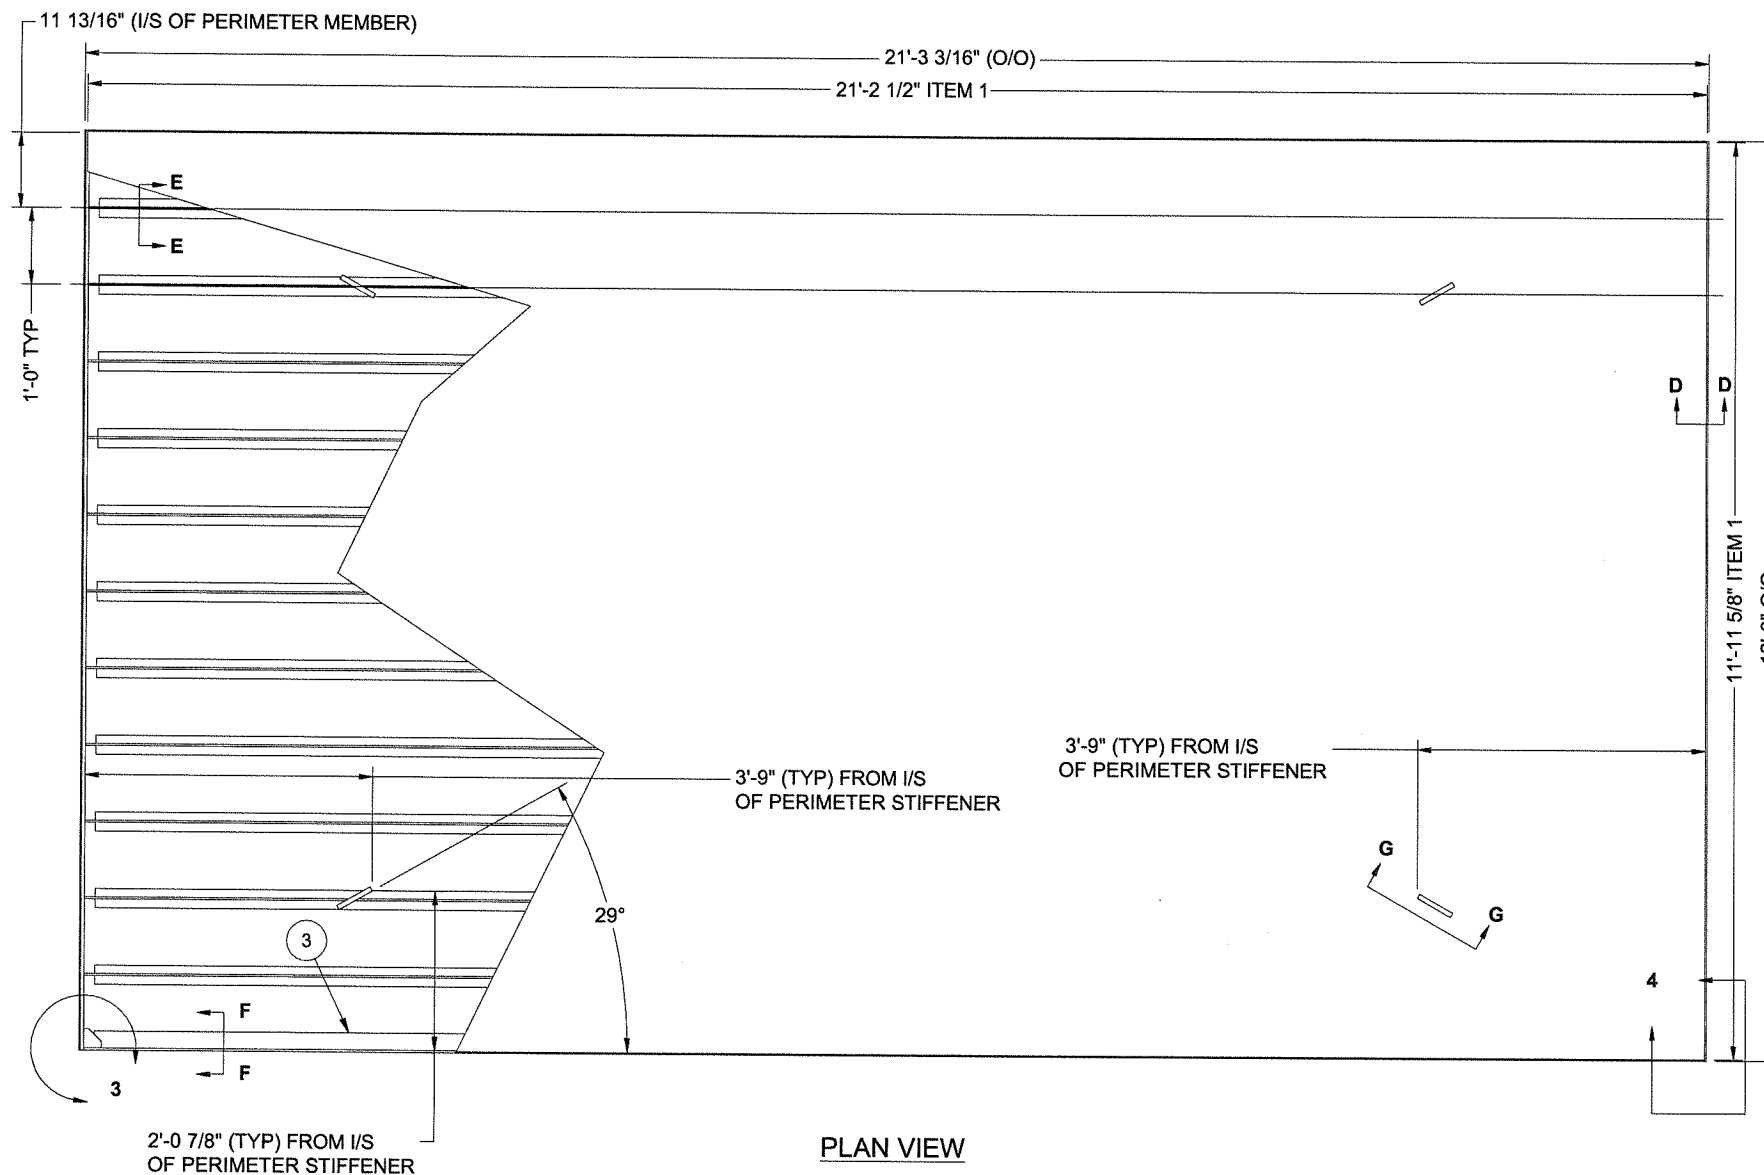 11 13/16" (I/S OF PERIMETER MEMBER)
21'-3 3/16" (O/O)
21'-2 1/2" ITEM 1
E
E
1'-0" TYP
D D
11'-11 5/8" ITEM 1
3'-9" (TYP) FROM I/S
OF PERIMETER STIFFENER
3'-9" (TYP) FROM I/S
OF PERIMETER STIFFENER
G
G
29°
3
4
F
F
3
2'-0 7/8" (TYP) FROM I/S
OF PERIMETER STIFFENER
PLAN VIEW